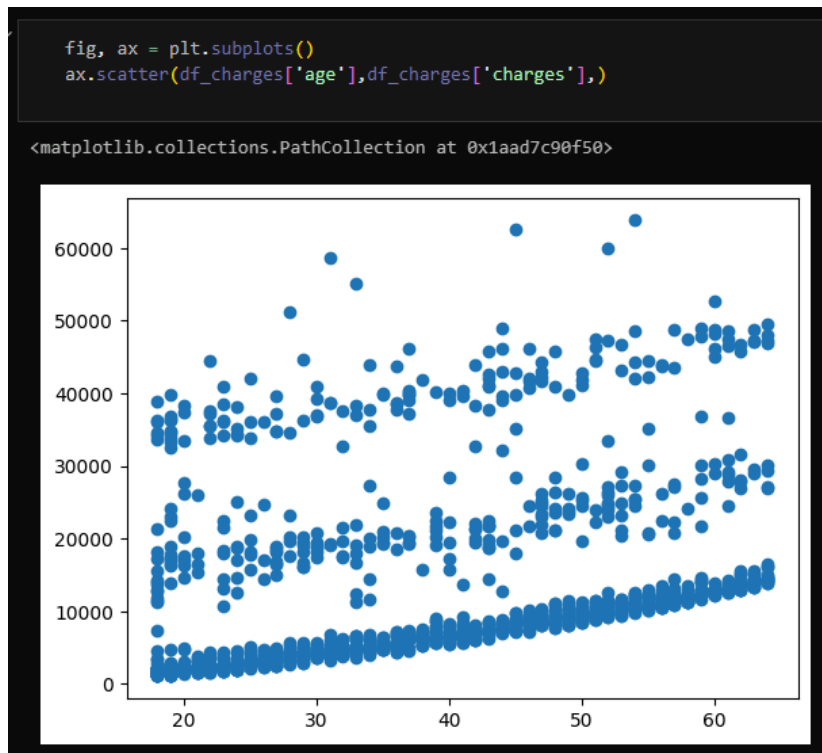 fig, ax = plt.subplots()
ax.scatter(df_charges['age'],df_charges['charges'],)
<matplotlib.collections.PathCollection at 0x1aad7c90f50>
60000
50000
40000
30000
20000
10000
0
20 30 40 50 60